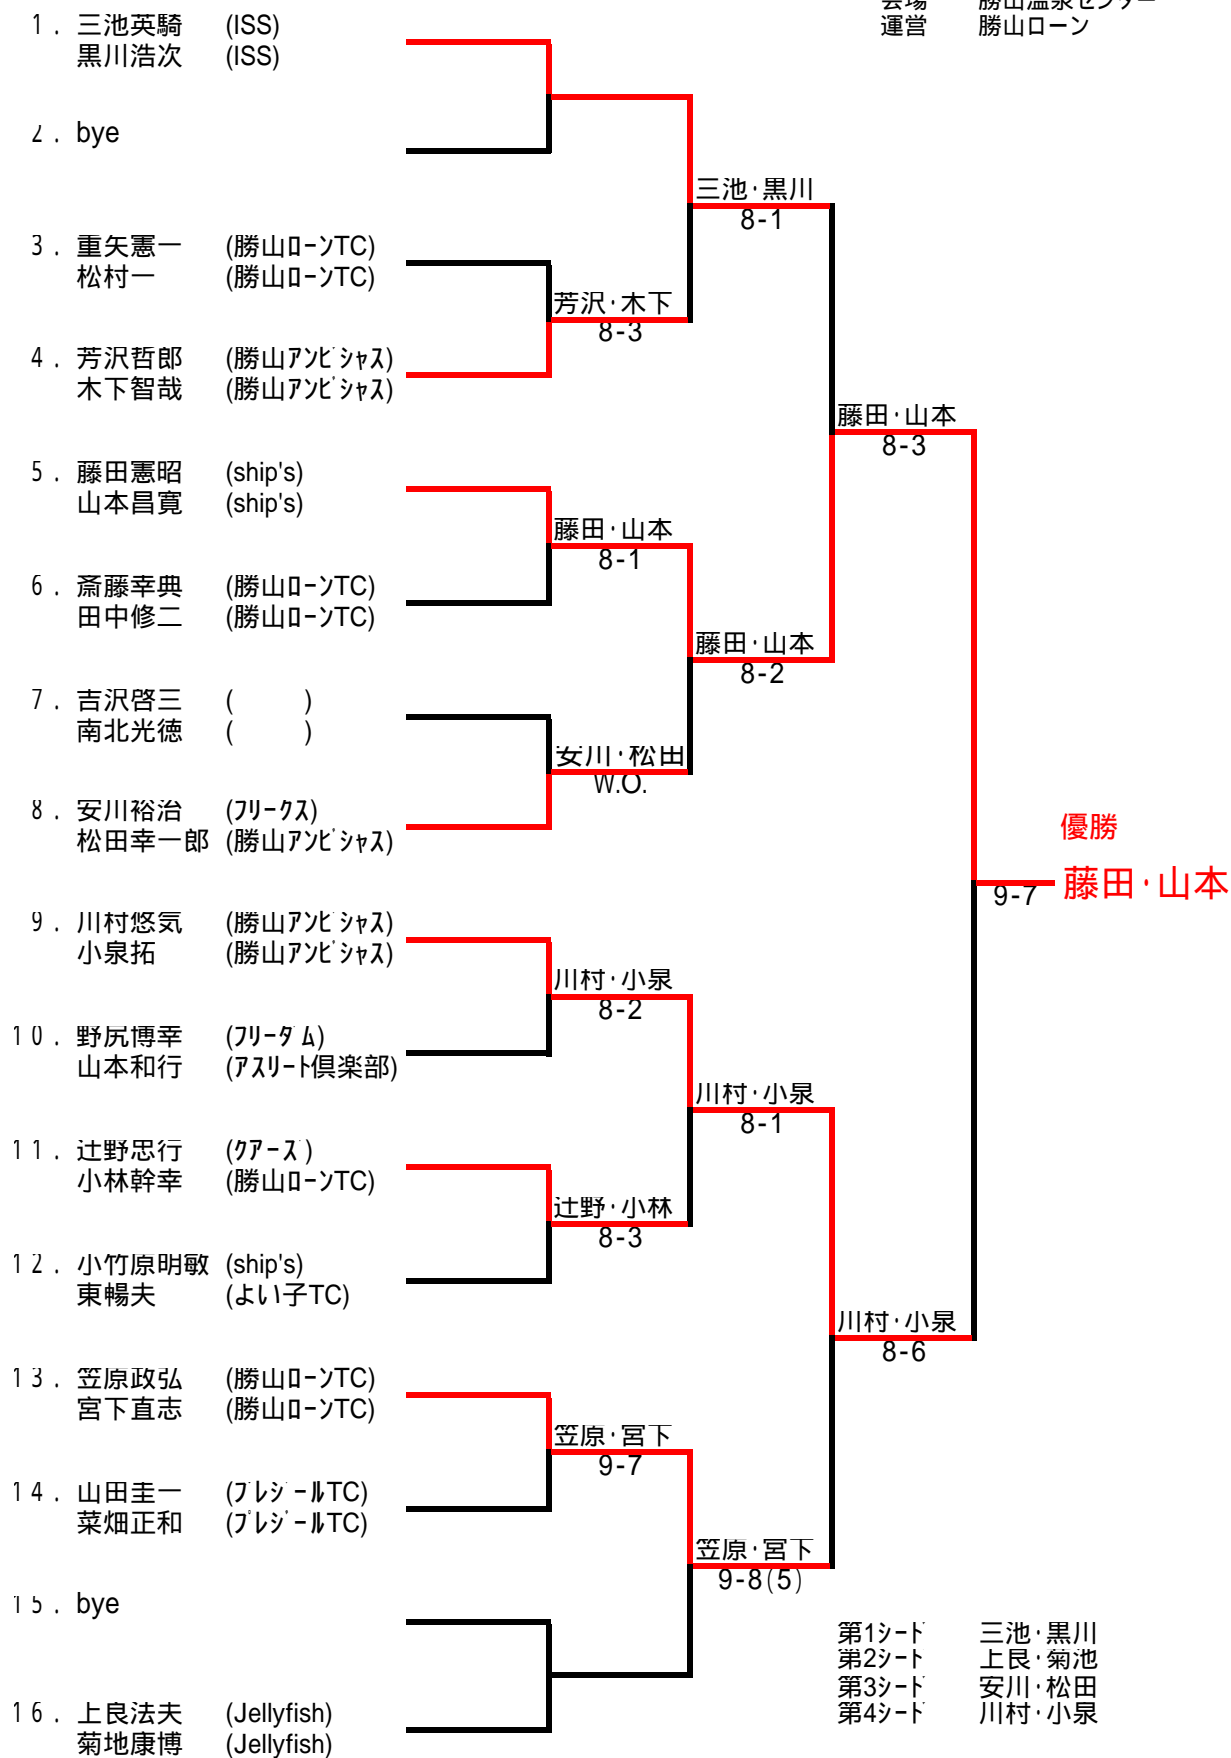 会場 勝山温泉センター
運営 勝山ローン
1. 三池英騎 (ISS)
黒川浩次 (ISS)
2. bye
三池・黒川
8-1
3. 重矢憲一 (勝山ﾛｰﾝTC)
松村一 (勝山ﾛｰﾝTC)
芳沢・木下
8-3
4. 芳沢哲郎 (勝山ｱﾝﾋﾞｼｬｽ)
木下智哉 (勝山ｱﾝﾋﾞｼｬｽ)
藤田・山本
8-3
5. 藤田憲昭 (ship's)
山本昌寛 (ship's)
藤田・山本
8-1
6. 斎藤幸典 (勝山ﾛｰﾝTC)
田中修二 (勝山ﾛｰﾝTC)
藤田・山本
8-2
7. 吉沢啓三 ( )
南北光徳 ( )
安川・松田
W.O.
8. 安川裕治 (ﾌﾘｰｸｽ)
松田幸一郎 (勝山ｱﾝﾋﾞｼｬｽ)
優勝
藤田・山本
9-7
9. 川村悠気 (勝山ｱﾝﾋﾞｼｬｽ)
小泉拓 (勝山ｱﾝﾋﾞｼｬｽ)
川村・小泉
8-2
10. 野尻博幸 (ﾌﾘｰﾀﾞﾑ)
山本和行 (ｱｽﾘｰﾄ倶楽部)
川村・小泉
8-1
11. 辻野忠行 (ｸｱｰｽﾞ)
小林幹幸 (勝山ﾛｰﾝTC)
辻野・小林
8-3
12. 小竹原明敏 (ship's)
東暢夫 (よい子TC)
川村・小泉
8-6
13. 笠原政弘 (勝山ﾛｰﾝTC)
宮下直志 (勝山ﾛｰﾝTC)
笠原・宮下
9-7
14. 山田圭一 (ﾌﾟﾚｼﾞｰﾙTC)
菜畑正和 (ﾌﾟﾚｼﾞｰﾙTC)
笠原・宮下
9-8(5)
15. bye
第1ｼｰﾄﾞ 三池・黒川
第2ｼｰﾄﾞ 上良・菊池
第3ｼｰﾄﾞ 安川・松田
第4ｼｰﾄﾞ 川村・小泉
16. 上良法夫 (Jellyfish)
菊地康博 (Jellyfish)